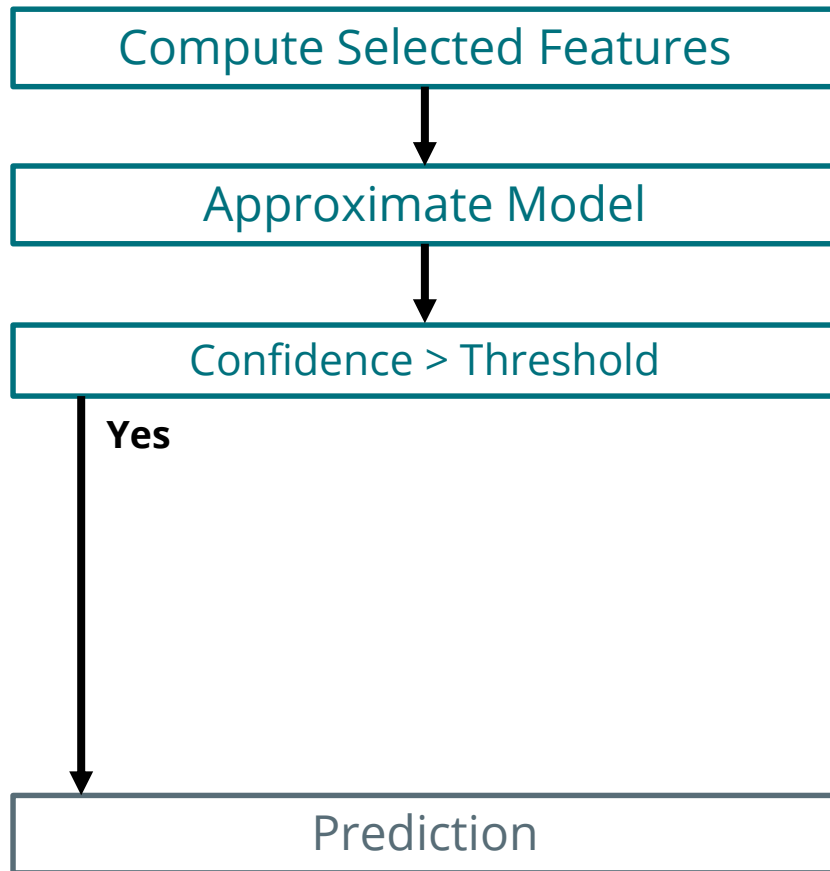 Compute Selected Features
Approximate Model
Confidence > Threshold
Yes
Prediction